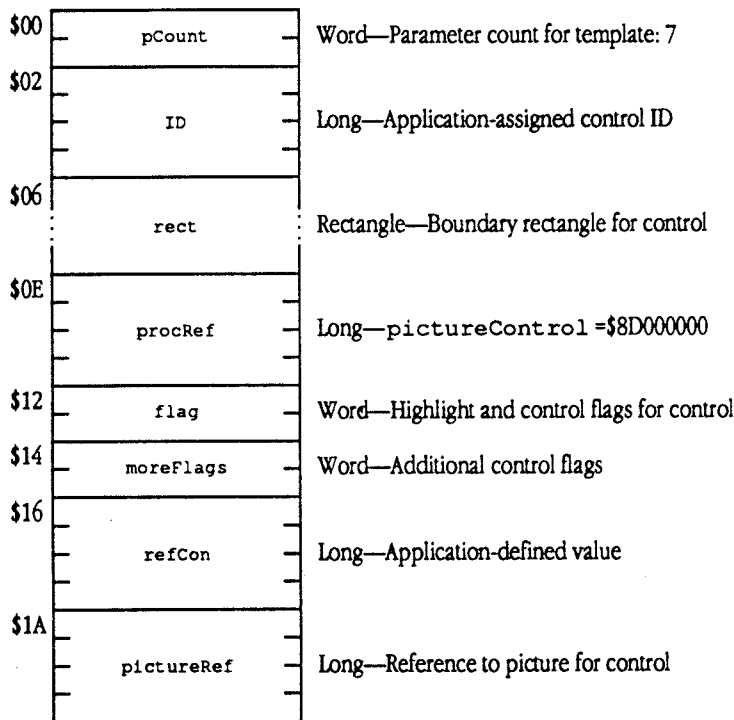 $00 pCount Word—Parameter count for template: 7
$02
ID Long—Application-assigned control ID
$06
rect Rectangle—Boundary rectangle for control
$0E
procRef Long—pictureControl =$8D000000
$12 flag Word—Highlight and control flags for control
$14 moreFlags Word—Additional control flags
$16
refCon Long—Application-defined value
$1A
pictureRef Long—Reference to picture for control